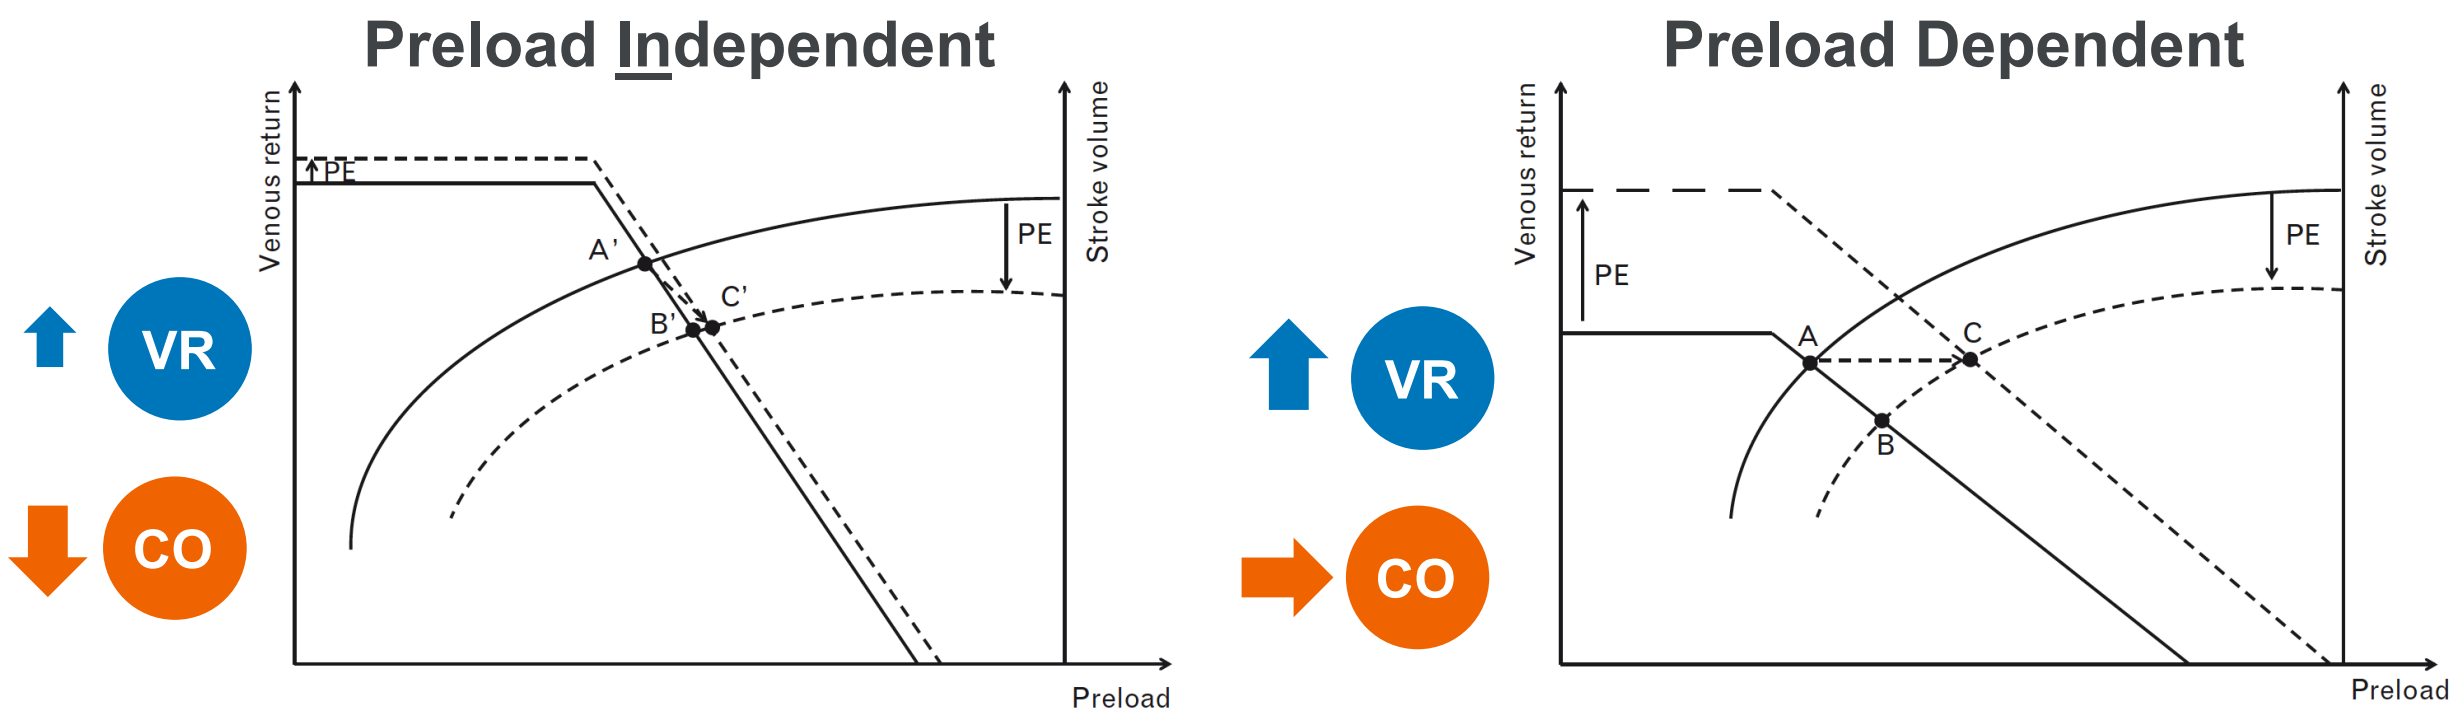 Preload Independent
Venous return
Stroke volume
PE
PE
A'
C'
B'
VR
CO
Preload
Preload Dependent
Venous return
Stroke volume
PE
PE
A
C
B
VR
CO
Preload